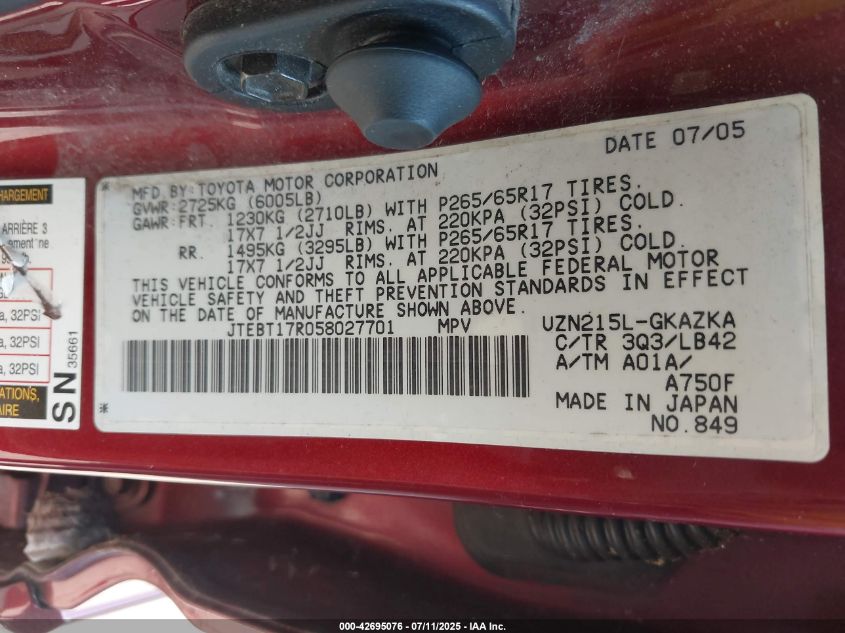 DATE 07/05
MFD. BY: TOYOTA MOTOR CORPORATION
GVWR: 2725KG (6005LB)
GAWR: FRT. 1230KG (2710LB) WITH P265/65R17 TIRES.
17X7 1/2JJ RIMS. AT 220KPA (32PSI) COLD.
RR. 1495KG (3295LB) WITH P265/65R17 TIRES.
17X7 1/2JJ RIMS. AT 220KPA (32PSI) COLD.
THIS VEHICLE CONFORMS TO ALL APPLICABLE FEDERAL MOTOR
VEHICLE SAFETY AND THEFT PREVENTION STANDARDS IN EFFECT
ON THE DATE OF MANUFACTURE SHOWN ABOVE.
JTEBT17R058027701 MPV UZN215L-GKAZKA
C/TR 3Q3/LB42
A/TM A01A/
A750F
MADE IN JAPAN
NO.849
CHARGEMENT
ARRIÈRE 3
, 32PSI
a, 32PSI
a, 32PSI
SN 35661
000-42695076 - 07/11/2025 - IAA Inc.